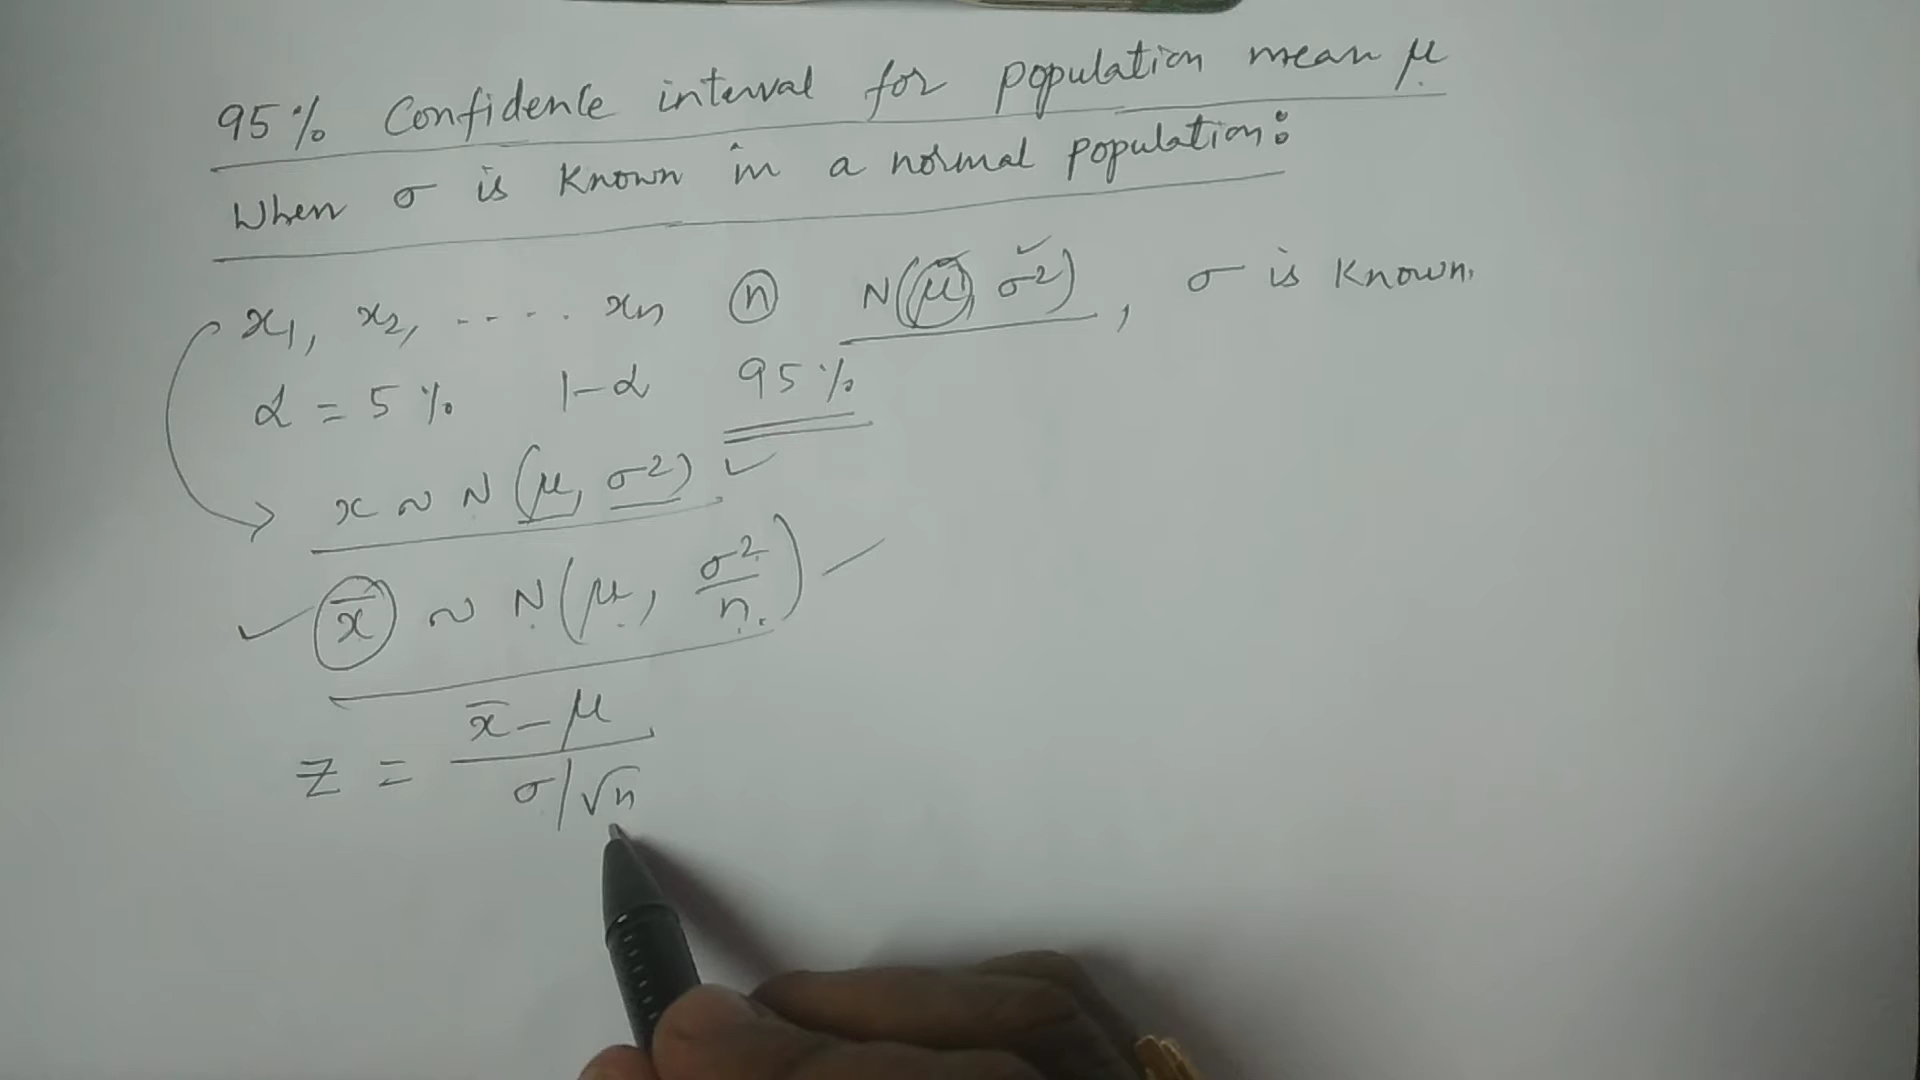 95% Confidence interval for population mean μ
When σ is known in a normal population:
x₁, x₂, ..... xn n N(μ, σ²), σ is known.
α = 5% 1-α 95%
x ~ N(μ, σ²)
x̄ ~ N(μ, σ²/n)
z = (x̄ - μ)/(σ/√n)